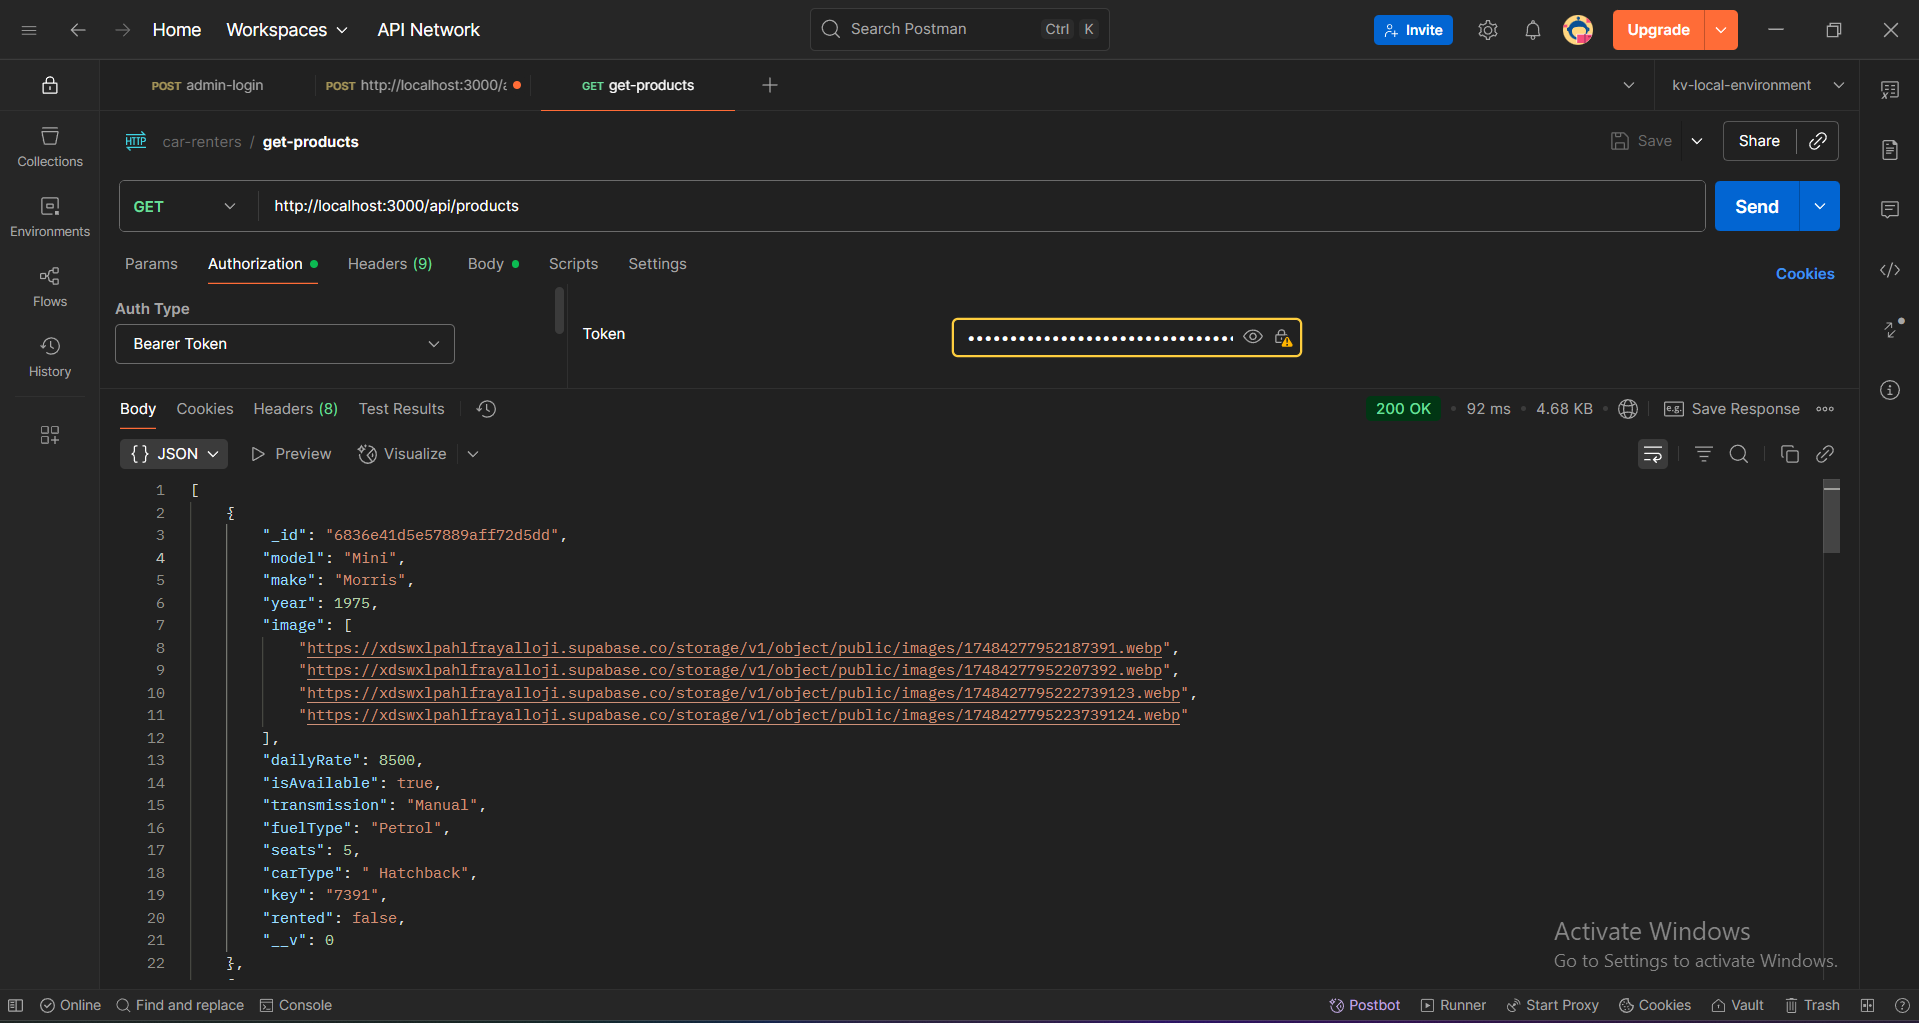 Home Workspaces API Network Search Postman Ctrl K Invite Upgrade
POST admin-login POST http://localhost:3000/a GET get-products kv-local-environment
HTTP car-renters / get-products Save Share
Collections
Environments
Flows
History
GET http://localhost:3000/api/products Send
Params Authorization Headers (9) Body Scripts Settings Cookies
Auth Type
Bearer Token
Token
Body Cookies Headers (8) Test Results 200 OK 92 ms 4.68 KB e.g. Save Response
{} JSON Preview Visualize
1 [
2 {
3 "_id": "6836e41d5e57889aff72d5dd",
4 "model": "Mini",
5 "make": "Morris",
6 "year": 1975,
7 "image": [
8 "https://xdswxlpahlfrayalloji.supabase.co/storage/v1/object/public/images/17484277952187391.webp",
9 "https://xdswxlpahlfrayalloji.supabase.co/storage/v1/object/public/images/17484277952207392.webp",
10 "https://xdswxlpahlfrayalloji.supabase.co/storage/v1/object/public/images/1748427795222739123.webp",
11 "https://xdswxlpahlfrayalloji.supabase.co/storage/v1/object/public/images/1748427795223739124.webp"
12 ],
13 "dailyRate": 8500,
14 "isAvailable": true,
15 "transmission": "Manual",
16 "fuelType": "Petrol",
17 "seats": 5,
18 "carType": " Hatchback",
19 "key": "7391",
20 "rented": false,
21 "__v": 0
22 },
Activate Windows
Go to Settings to activate Windows.
Online Find and replace Console Postbot Runner Start Proxy Cookies Vault Trash